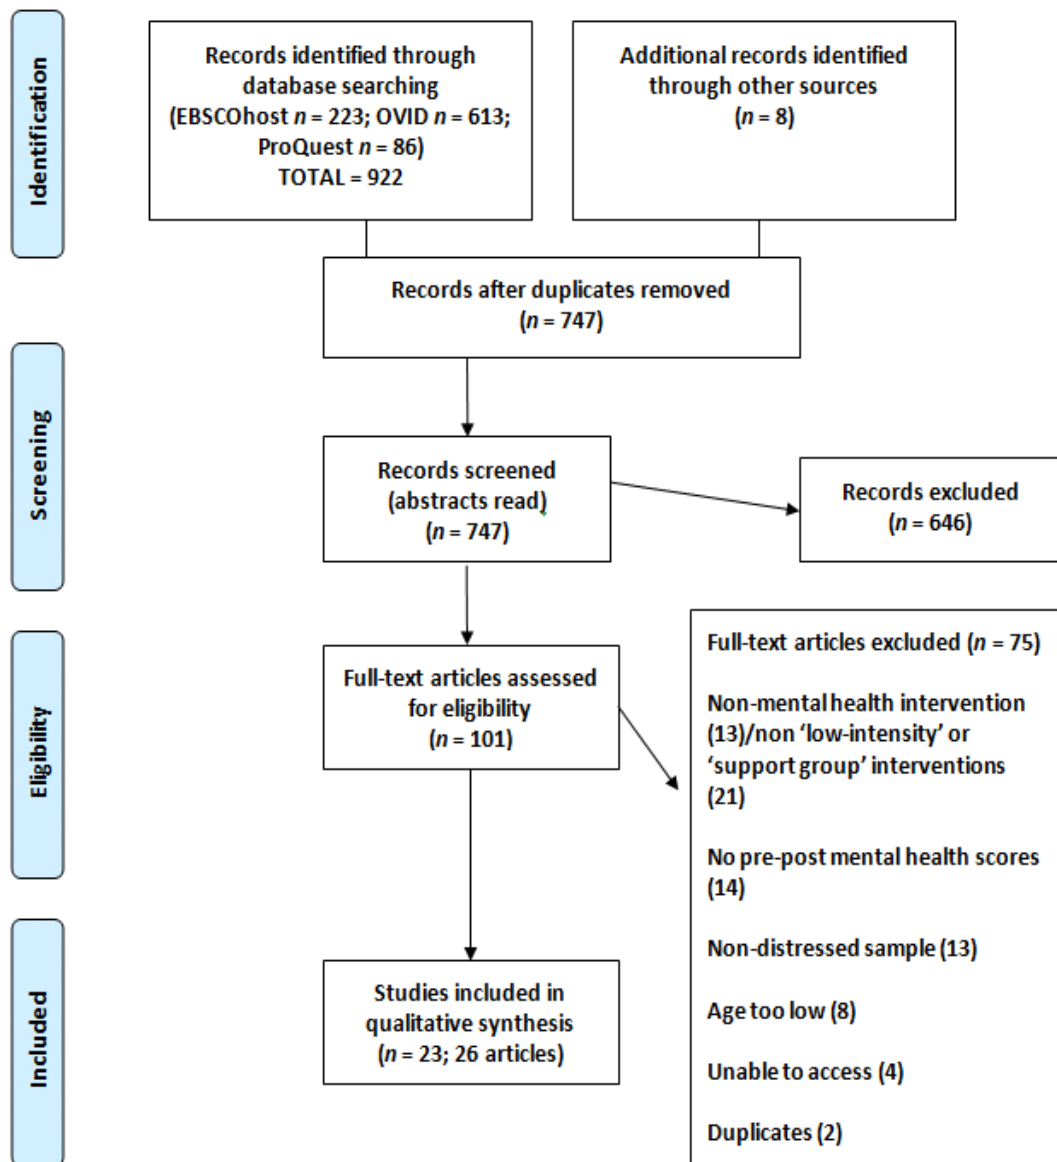 Identification
Records identified through
database searching
(EBSCOhost n = 223; OVID n = 613;
ProQuest n = 86)
TOTAL = 922
Additional records identified
through other sources
(n = 8)
Records after duplicates removed
(n = 747)
Screening
Records screened
(abstracts read)
(n = 747)
Records excluded
(n = 646)
Eligibility
Full-text articles assessed
for eligibility
(n = 101)
Full-text articles excluded (n = 75)
Non-mental health intervention
(13)/non ‘low-intensity’ or
‘support group’ interventions
(21)
No pre-post mental health scores
(14)
Non-distressed sample (13)
Age too low (8)
Unable to access (4)
Duplicates (2)
Included
Studies included in
qualitative synthesis
(n = 23; 26 articles)